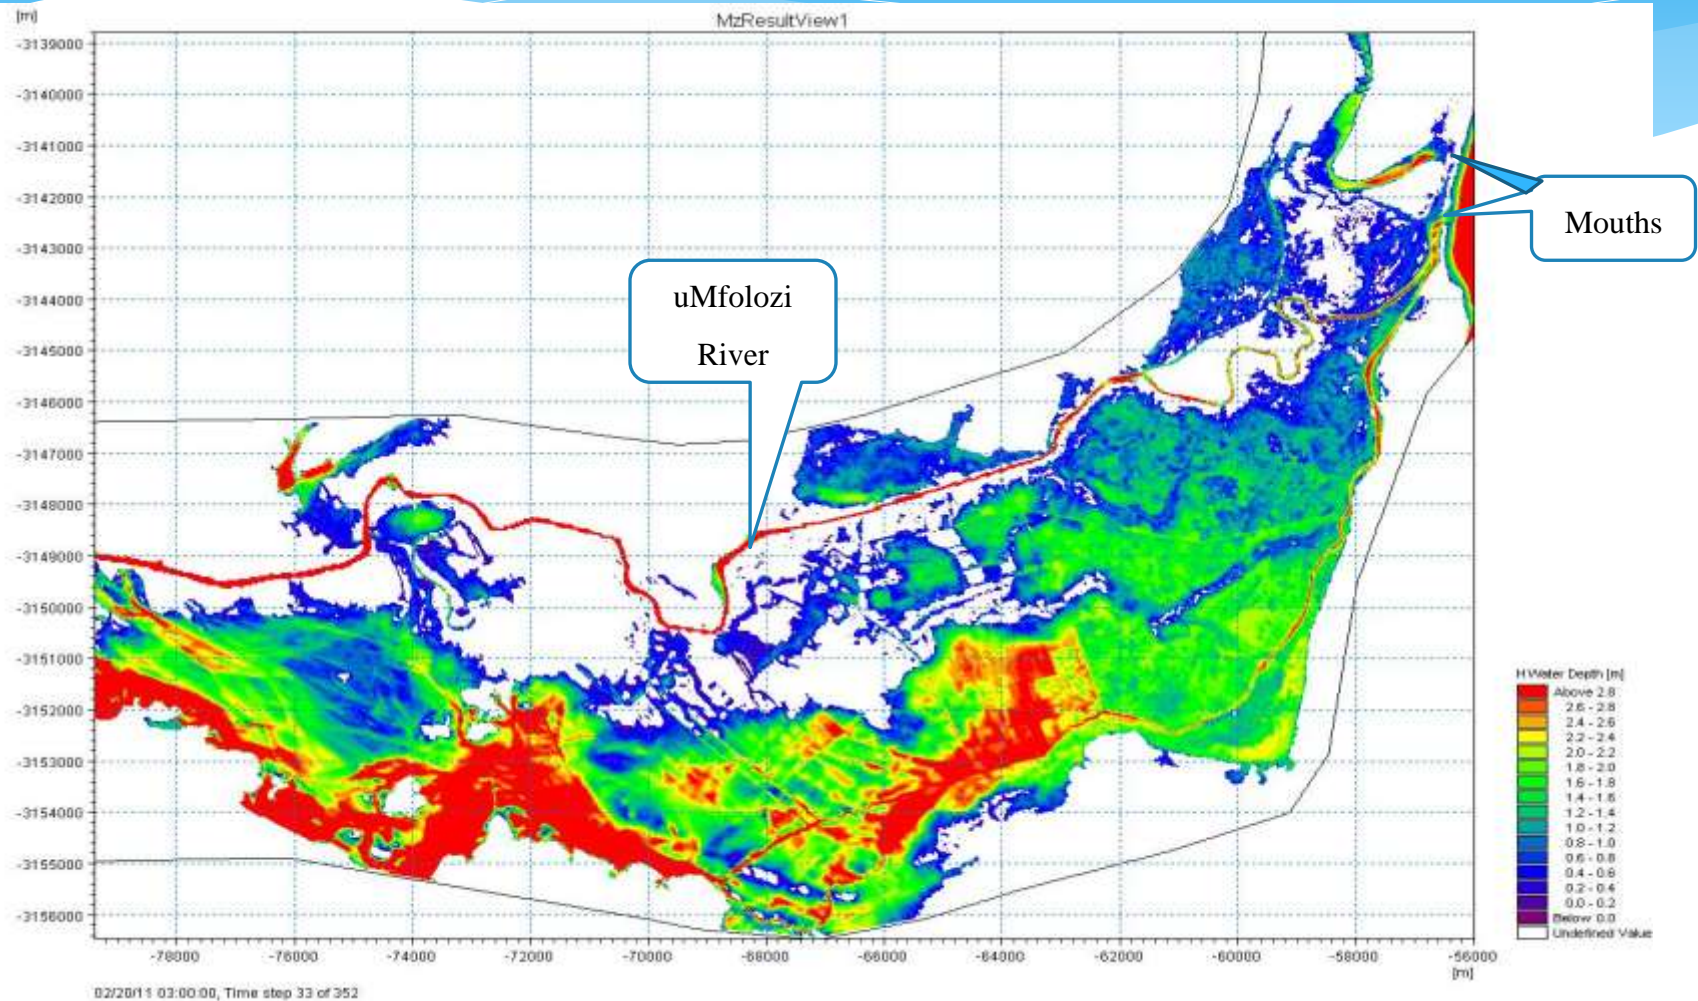 [m]
MzResultView1
-3139000
-3140000
-3141000
-3142000
-3143000
-3144000
-3145000
-3146000
-3147000
-3148000
-3149000
-3150000
-3151000
-3152000
-3153000
-3154000
-3155000
-3156000
uMfolozi
River
Mouths
H Water Depth [m]
Above 2.8
2.6 - 2.8
2.4 - 2.6
2.2 - 2.4
2.0 - 2.2
1.8 - 2.0
1.6 - 1.8
1.4 - 1.6
1.2 - 1.4
1.0 - 1.2
0.8 - 1.0
0.6 - 0.8
0.4 - 0.6
0.2 - 0.4
0.0 - 0.2
Below 0.0
Undefined Value
-78000 -76000 -74000 -72000 -70000 -68000 -66000 -64000 -62000 -60000 -58000 -56000
[m]
02/20/11 03:00:00, Time step 33 of 352